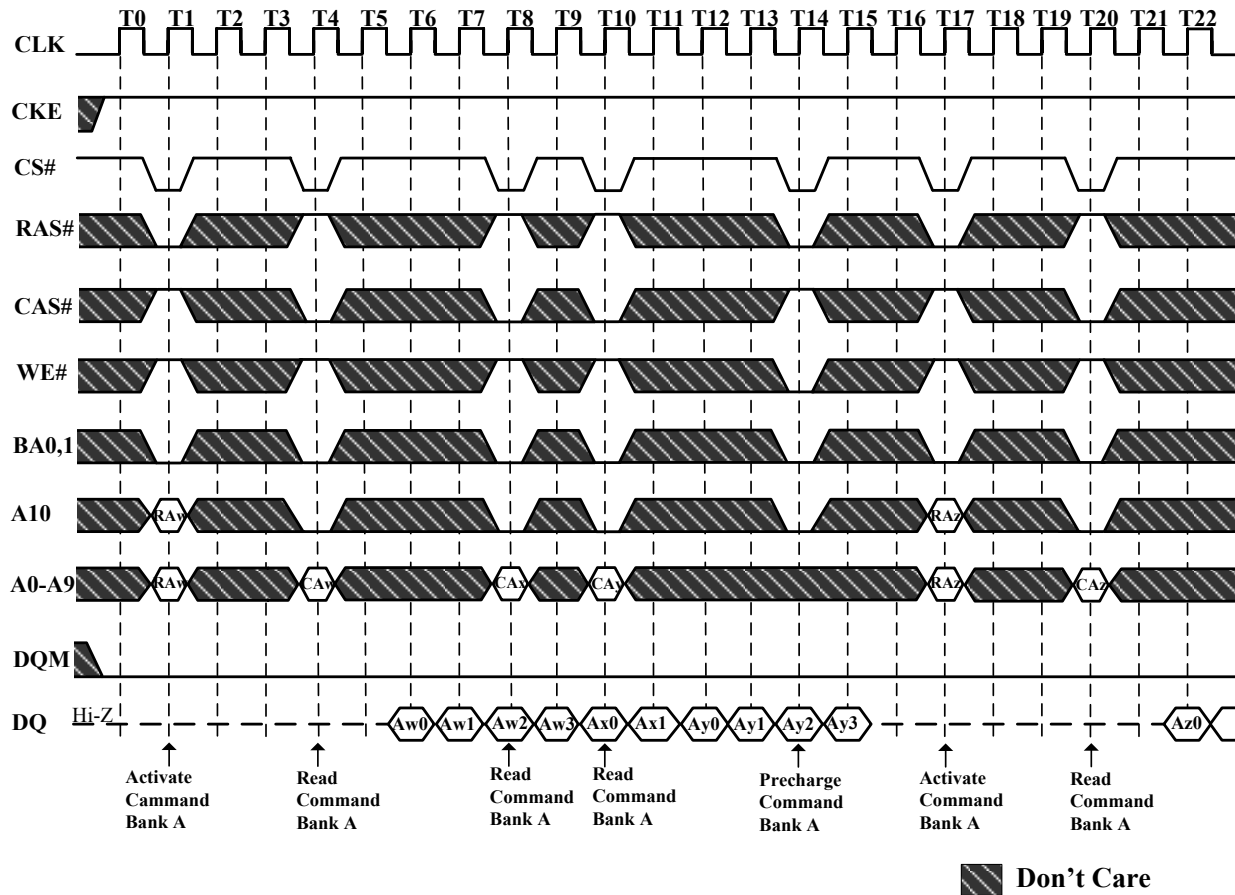 T0 T1 T2 T3 T4 T5 T6 T7 T8 T9 T10 T11 T12 T13 T14 T15 T16 T17 T18 T19 T20 T21 T22
CLK
CKE
CS#
RAS#
CAS#
WE#
BA0,1
A10 RAw RAz
A0-A9 RAw CAw CAx CAy RAz CAz
DQM
DQ Hi-Z Aw0 Aw1 Aw2 Aw3 Ax0 Ax1 Ay0 Ay1 Ay2 Ay3 Az0
Activate
Cammand
Bank A
Read
Command
Bank A
Read
Command
Bank A
Read
Command
Bank A
Precharge
Command
Bank A
Activate
Command
Bank A
Read
Command
Bank A
Don't Care